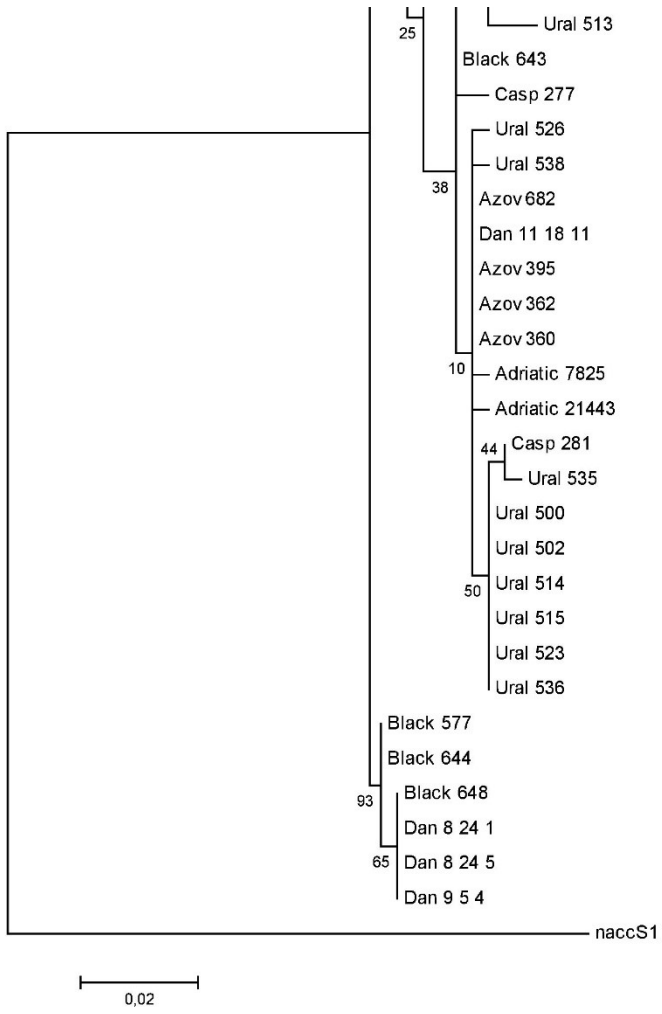 Ural 513
25
Black 643
Casp 277
Ural 526
Ural 538
38
Azov 682
Dan 11 18 11
Azov 395
Azov 362
Azov 360
10
Adriatic 7825
Adriatic 21443
44
Casp 281
Ural 535
Ural 500
Ural 502
50
Ural 514
Ural 515
Ural 523
Ural 536
Black 577
Black 644
93
Black 648
Dan 8 24 1
65
Dan 8 24 5
Dan 9 5 4
naccS1
0,02